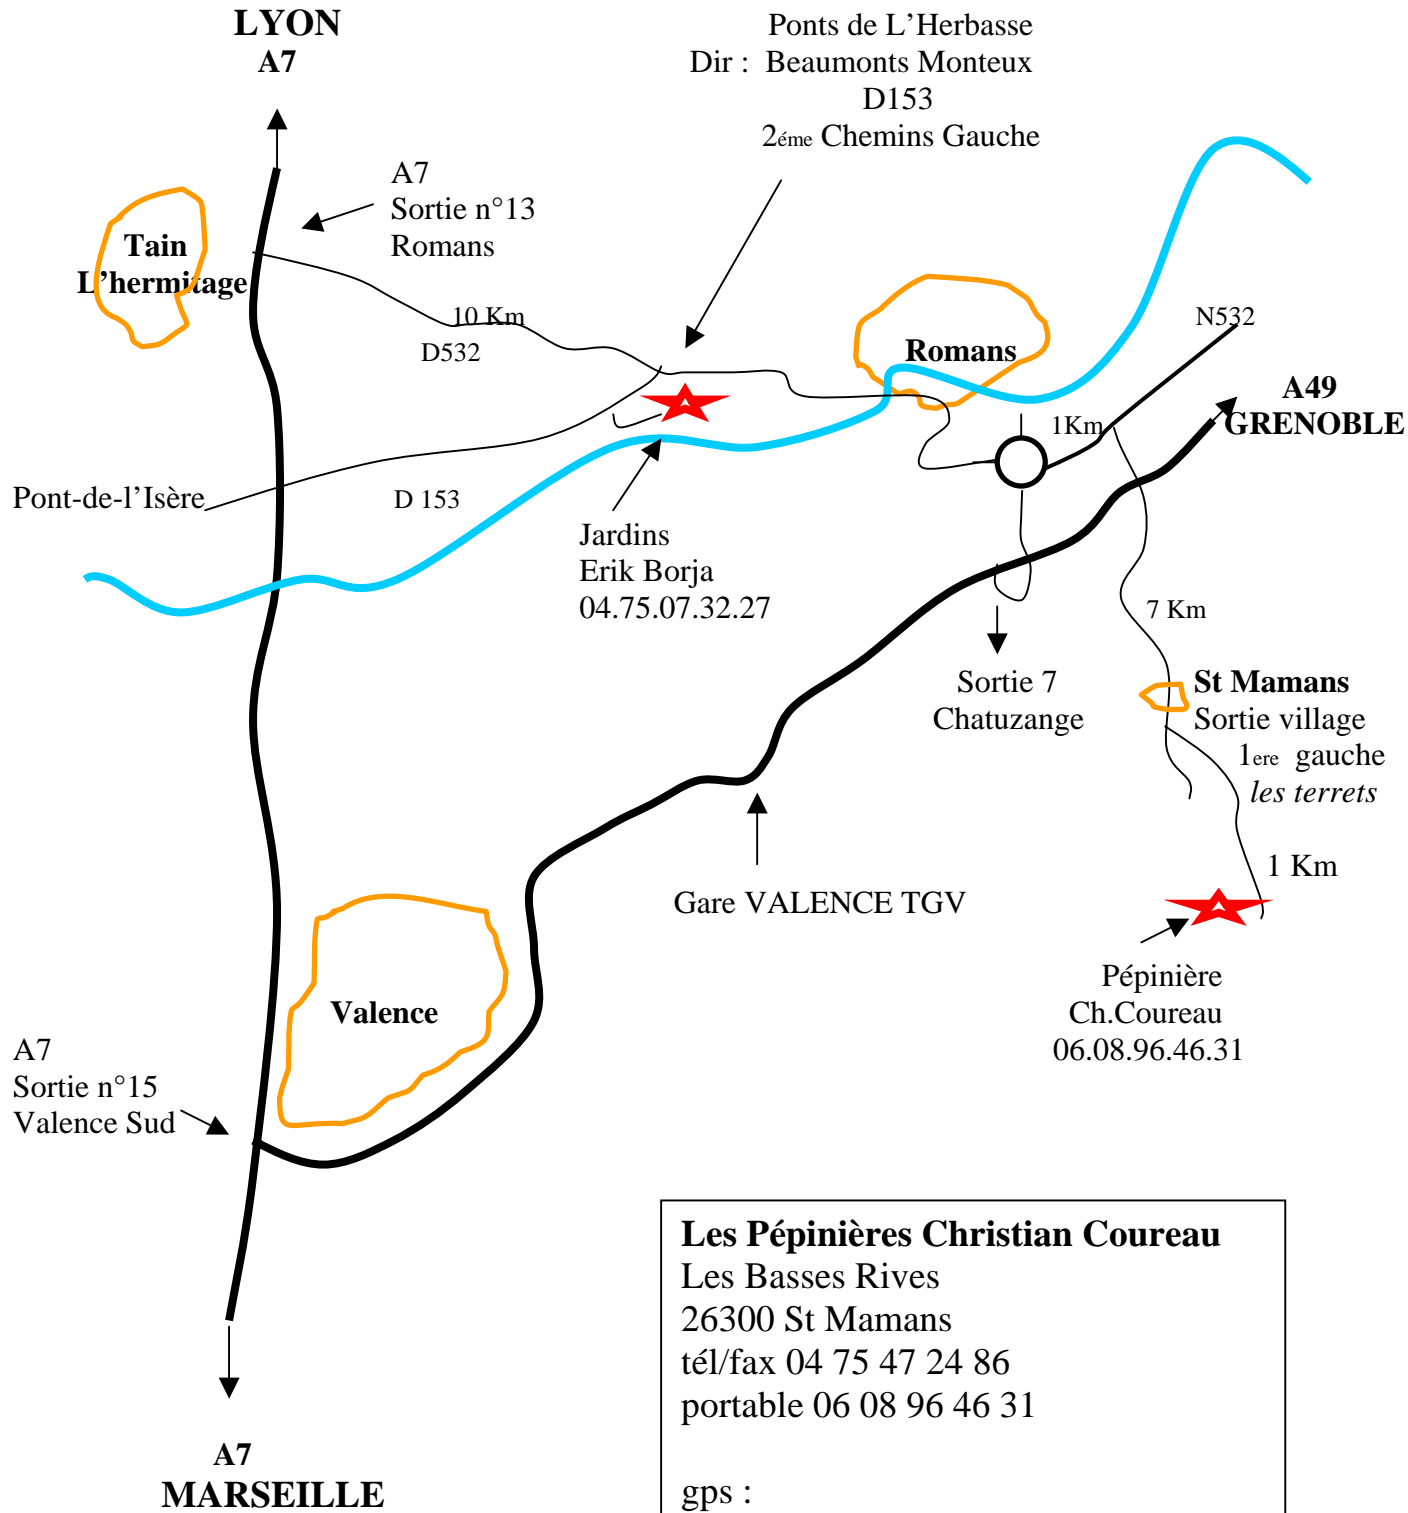 LYON
A7
Ponts de L’Herbasse
Dir :  Beaumonts Monteux
D153
2éme Chemins Gauche
A7
Sortie n°13
Romans
Tain
L’hermitage
10 Km
D532
Romans
N532
A49
GRENOBLE
1Km
Pont-de-l’Isère
D 153
Jardins
Erik Borja
04.75.07.32.27
7 Km
Sortie 7
Chatuzange
St Mamans
Sortie village
1ere  gauche
les terrets
1 Km
Gare VALENCE TGV
Pépinière
Ch.Coureau
06.08.96.46.31
Valence
A7
Sortie n°15
Valence Sud
A7
MARSEILLE
Les Pépinières Christian Coureau
Les Basses Rives
26300 St Mamans
tél/fax 04 75 47 24 86
portable 06 08 96 46 31
gps :